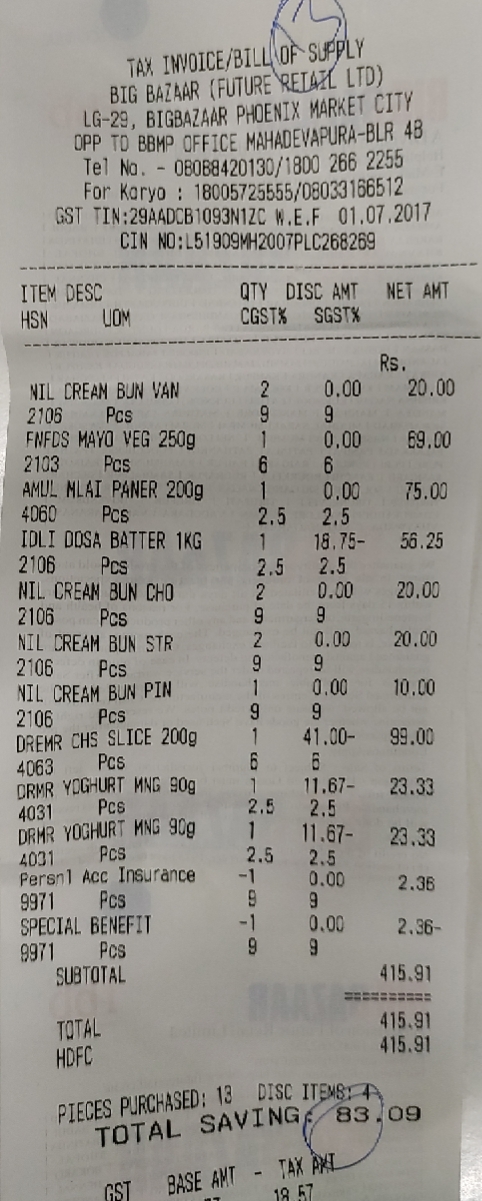 TAX INVOICE/BILL OF SUPPLY
BIG BAZAAR (FUTURE RETAIL LTD)
LG-29, BIGBAZAAR PHOENIX MARKET CITY
OPP TO BBMP OFFICE MAHADEVAPURA-BLR 48
Tel No. - 08088420130/1800 266 2255
For Karyo : 18005725555/08033166512
GST TIN:29AADCB1093N1ZC W.E.F 01.07.2017
CIN NO:L51909MH2007PLC268269
ITEM DESC QTY DISC AMT NET AMT
HSN UOM CGST% SGST%
Rs.
NIL CREAM BUN VAN 2 0.00 20.00
2106 Pcs 9 9
FNFDS MAYO VEG 250g 1 0.00 69.00
2103 Pcs 6 6
AMUL MLAI PANER 200g 1 0.00 75.00
4060 Pcs 2.5 2.5
IDLI DOSA BATTER 1KG 1 18.75- 56.25
2106 Pcs 2.5 2.5
NIL CREAM BUN CHO 2 0.00 20.00
2106 Pcs 9 9
NIL CREAM BUN STR 2 0.00 20.00
2106 Pcs 9 9
NIL CREAM BUN PIN 1 0.00 10.00
2106 Pcs 9 9
DREMR CHS SLICE 200g 1 41.00- 99.00
4063 Pcs 6 6
DRMR YOGHURT MNG 90g 1 11.67- 23.33
4031 Pcs 2.5 2.5
DRMR YOGHURT MNG 90g 1 11.67- 23.33
4031 Pcs 2.5 2.5
Persnl Acc Insurance -1 0.00 2.36
9971 Pcs 9 9
SPECIAL BENEFIT -1 0.00 2.36-
9971 Pcs 9 9
SUBTOTAL 415.91
==========
TOTAL 415.91
HDFC 415.91
PIECES PURCHASED: 13 DISC ITEMS: 4
TOTAL SAVING: 83.09
GST BASE AMT - TAX AMT
18.57